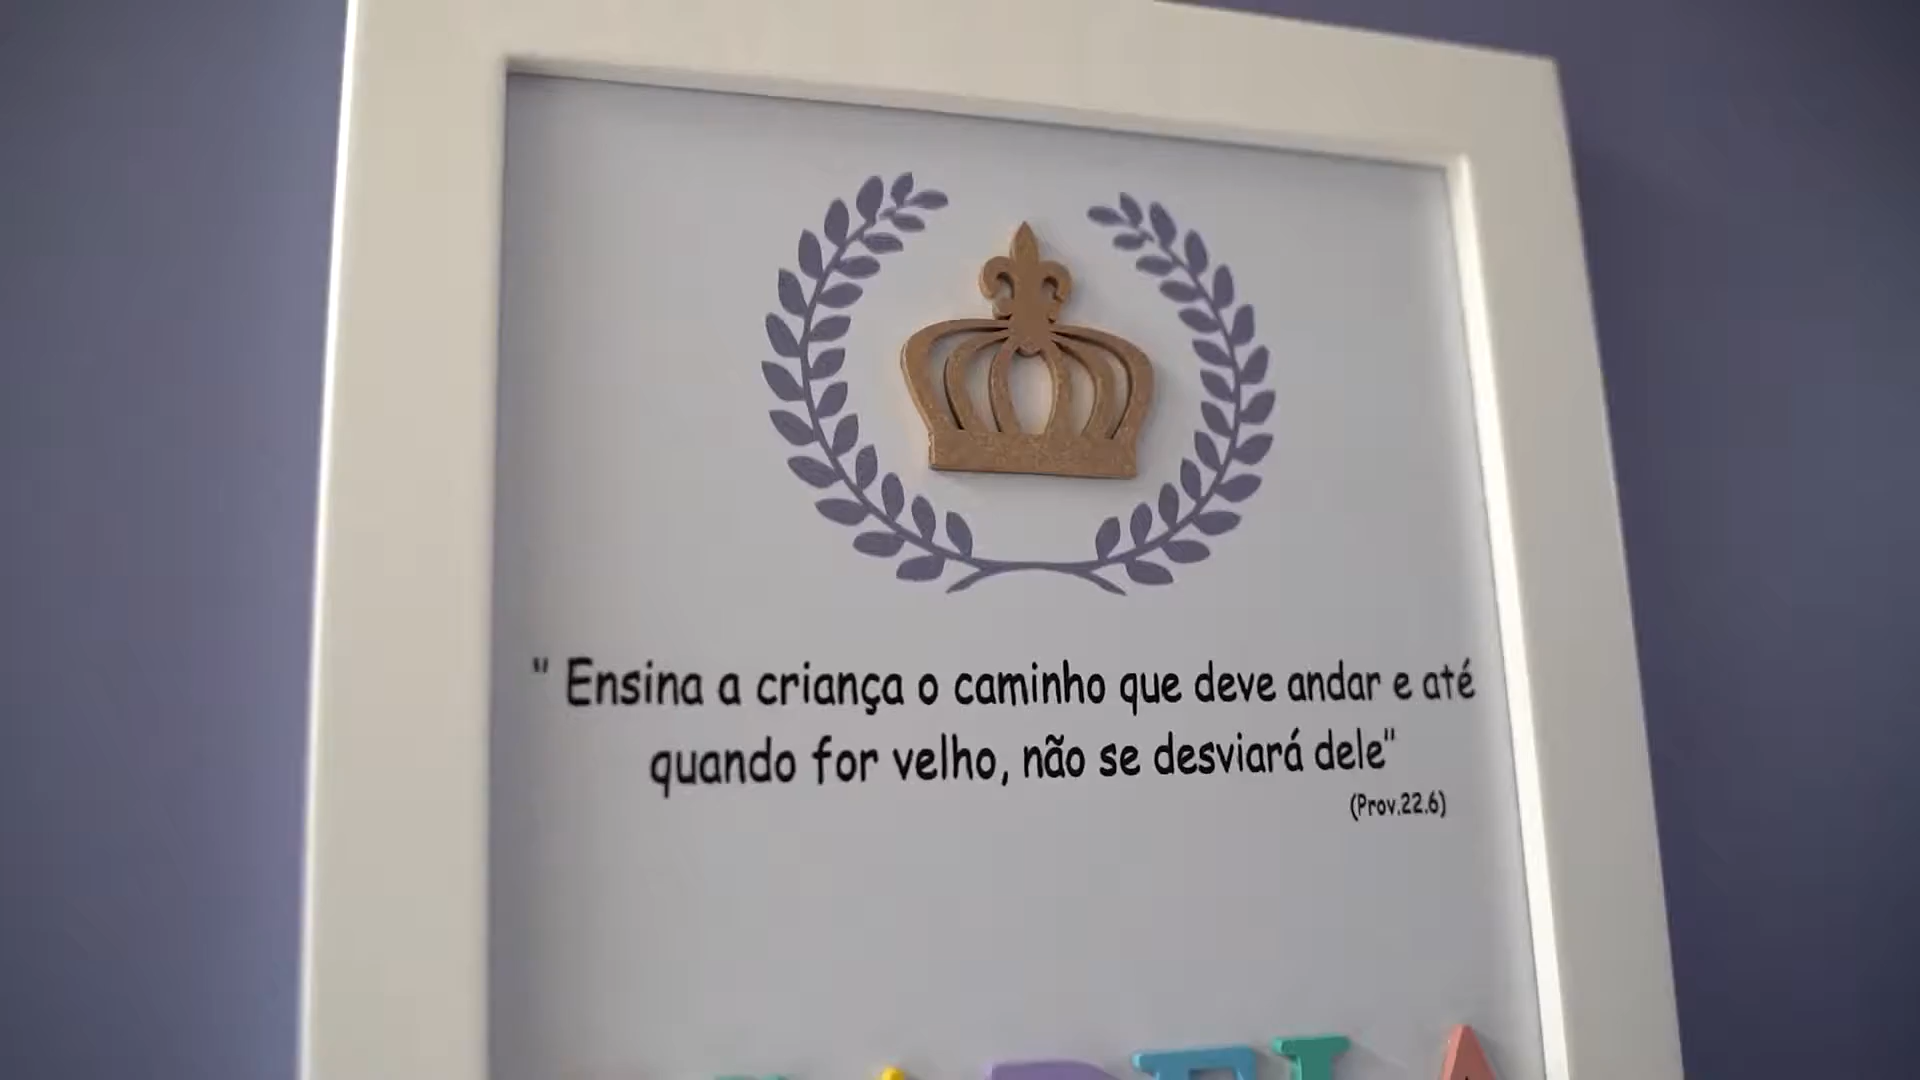 " Ensina a criança o caminho que deve andar e até
quando for velho, não se desviará dele"
(Prov.22.6)